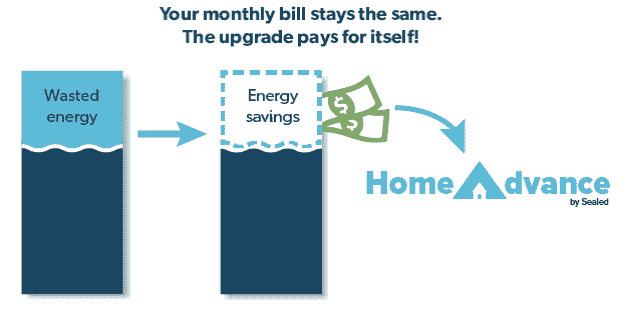 Your monthly bill stays the same.
The upgrade pays for itself!
Wasted
energy
Energy
savings
$
$
HomeAdvance
by Sealed